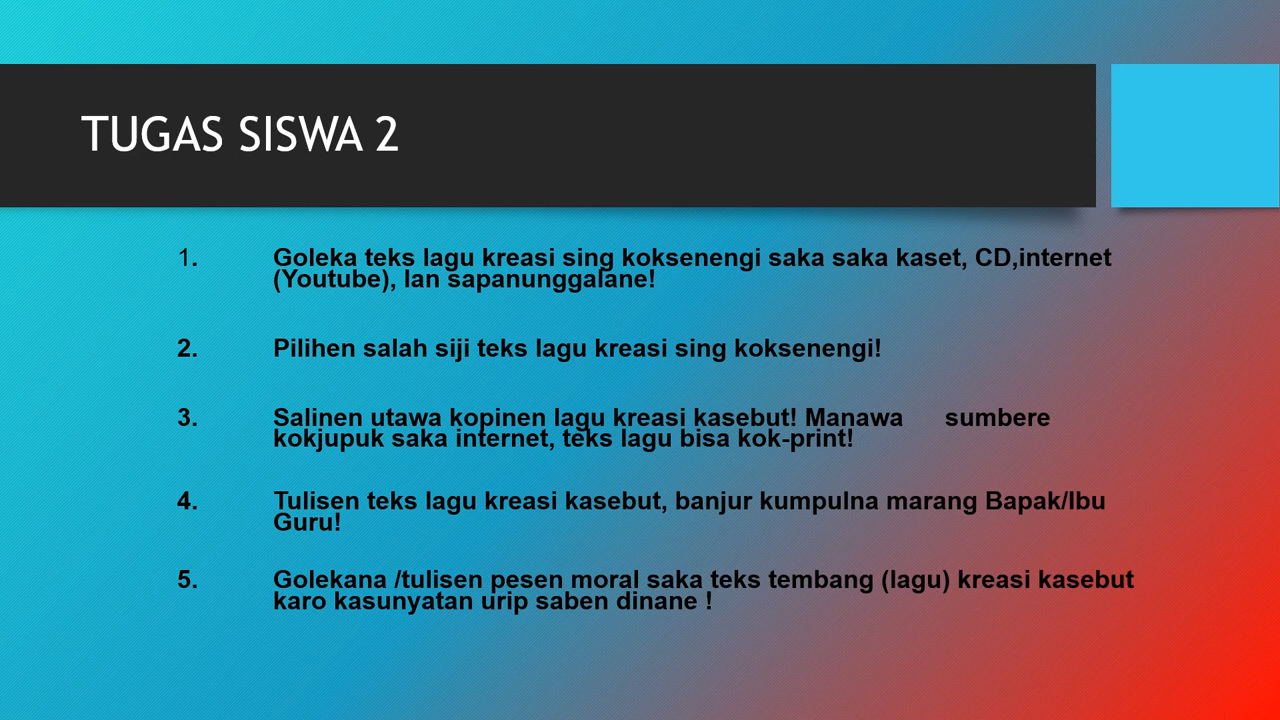 TUGAS SISWA 2
1. Goleka teks lagu kreasi sing koksenengi saka saka kaset, CD,internet
(Youtube), lan sapanunggalane!
2. Pilihen salah siji teks lagu kreasi sing koksenengi!
3. Salinen utawa kopinen lagu kreasi kasebut! Manawa sumbere
kokjupuk saka internet, teks lagu bisa kok-print!
4. Tulisen teks lagu kreasi kasebut, banjur kumpulna marang Bapak/Ibu
Guru!
5. Golekana /tulisen pesen moral saka teks tembang (lagu) kreasi kasebut
karo kasunyatan urip saben dinane !